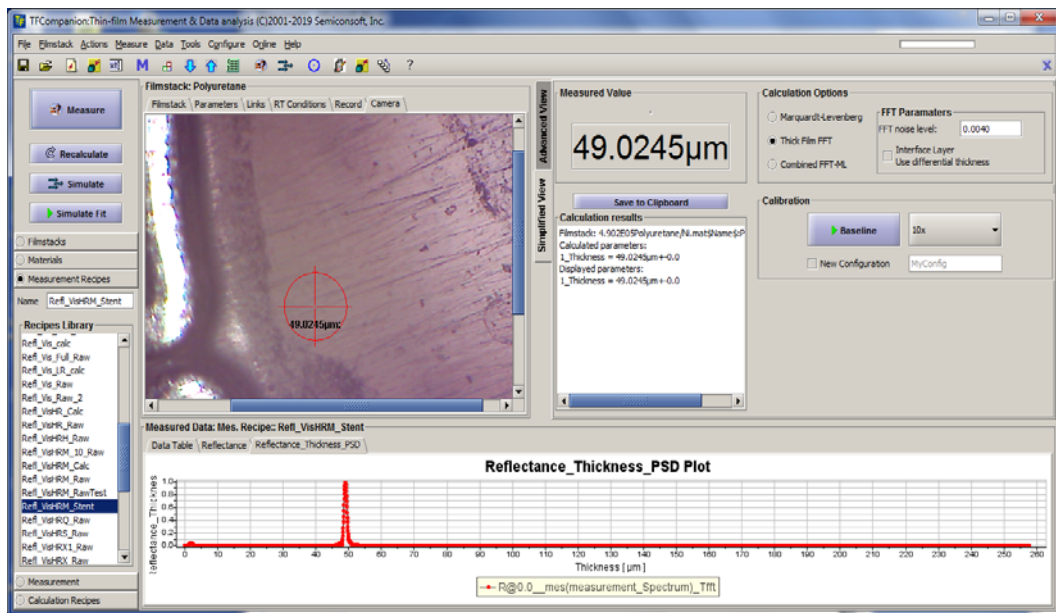 TFCompanion:Thin-film Measurement & Data analysis (C)2001-2019 Semiconsoft, Inc.
File Filmstack Actions Measure Data Tools Configure Online Help
Measure
Recalculate
Simulate
Simulate Fit
Filmstacks
Materials
Measurement Recipes
Name Refl_VisHRM_Stent
Recipes Library
Refl_Vis_calc
Refl_Vis_Full_Raw
Refl_Vis_LR_calc
Refl_Vis_Raw
Refl_Vis_Raw_2
Refl_VisHR_Calc
Refl_VisHR_Raw
Refl_VisHRH_Raw
Refl_VisHRM_10_Raw
Refl_VisHRM_Calc
Refl_VisHRM_Raw
Refl_VisHRM_RawTest
Refl_VisHRM_Stent
Refl_VisHRQ_Raw
Refl_VisHRS_Raw
Refl_VisHRX1_Raw
Refl_VisHRX_Raw
Measurement
Calculation Recipes
Filmstack: Polyuretane
Filmstack Parameters Links RT Conditions Record Camera
49.0245µm:
Advanced View
Simplified View
Measured Value
49.0245µm
Save to Clipboard
Calculation results
Filmstack: 4.902E05Polyuretane/Ni.mat$Name$:P
Calculated parameters:
1_Thickness = 49.0245µm+-0.0
Displayed parameters:
1_Thickness = 49.0245µm+-0.0
Calculation Options
Marquardt-Levenberg
Thick Film FFT
Combined FFT-ML
FFT Paramaters
FFT noise level: 0.0040
Interface Layer
Use differential thickness
Calibration
Baseline 10x
New Configuration MyConfig
Measured Data: Mes. Recipe: Refl_VisHRM_Stent
Data Table Reflectance Reflectance_Thickness_PSD
Reflectance_Thickness_PSD Plot
Reflectance_Thicknes
1.0
0.8
0.6
0.4
0.2
0.0
0 10 20 30 40 50 60 70 80 90 100 110 120 130 140 150 160 170 180 190 200 210 220 230 240 250 260
Thickness [ µm ]
R@0.0__mes(measurement_Spectrum)_Tfft